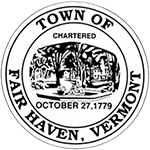 TOWN OF
CHARTERED
OCTOBER 27,1779
FAIR HAVEN, VERMONT